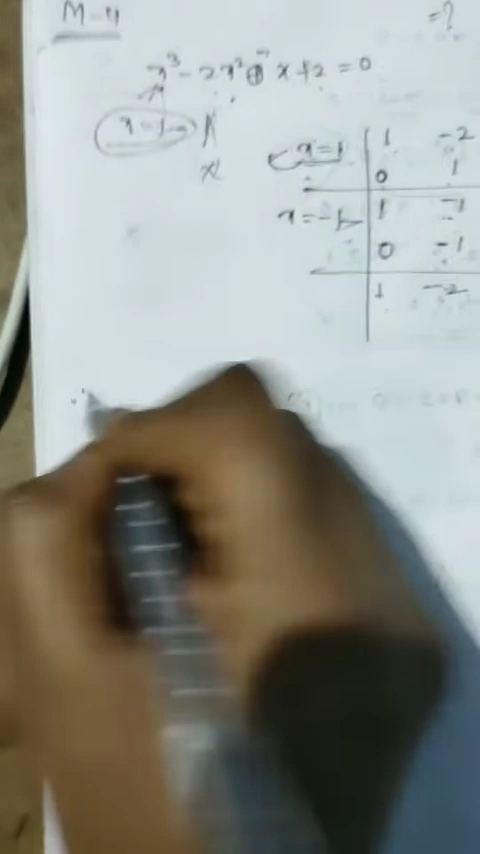 M-4
=?
x³ - 2x² - x + 2 = 0
x = 1
x = 1 | 1 -2
0 1
x = -1 | 1 -1
0 -1
1 -2